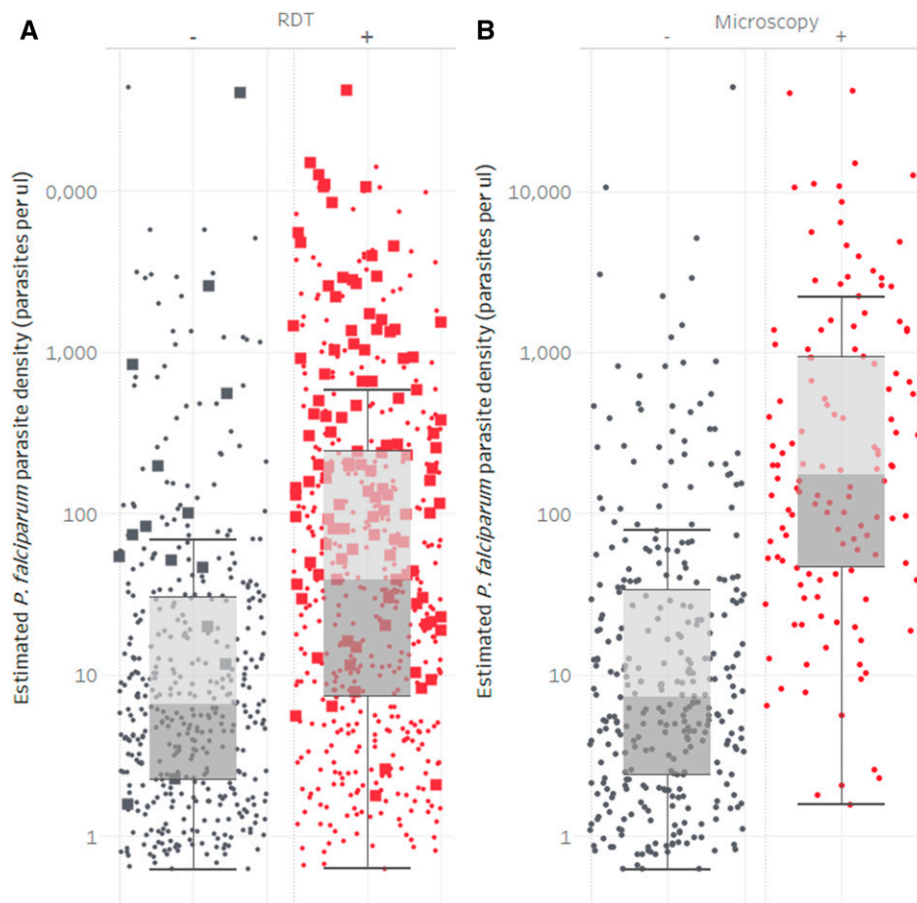 A
RDT
- +
Estimated P. falciparum parasite density (parasites per ul)
0,000
1,000
100
10
1
B
Microscopy
- +
Estimated P. falciparum parasite density (parasites per ul)
10,000
1,000
100
10
1